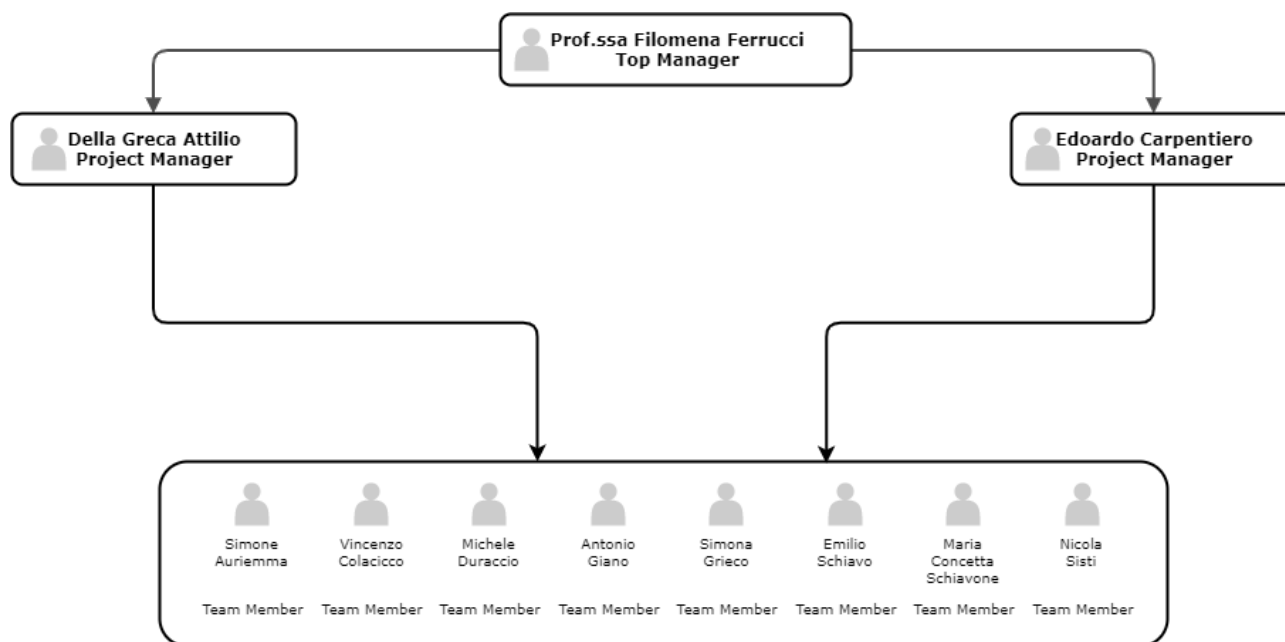 Prof.ssa Filomena Ferrucci
Top Manager
Della Greca Attilio
Project Manager
Edoardo Carpentiero
Project Manager
Simone
Auriemma
Team Member
Vincenzo
Colacicco
Team Member
Michele
Duraccio
Team Member
Antonio
Giano
Team Member
Simona
Grieco
Team Member
Emilio
Schiavo
Team Member
Maria
Concetta
Schiavone
Team Member
Nicola
Sisti
Team Member